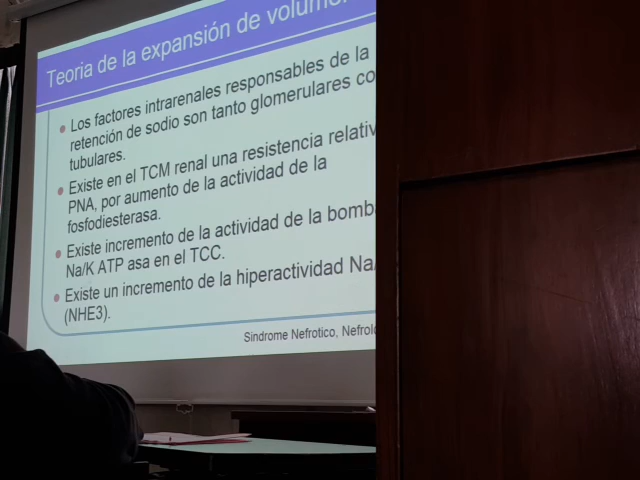 Teoria de la expansión de volumen
Los factores intrarenales responsables de la
retención de sodio son tanto glomerulares co
tubulares.
Existe en el TCM renal una resistencia relativ
PNA, por aumento de la actividad de la
fosfodiesterasa.
Existe incremento de la actividad de la bomb
Na/K ATP asa en el TCC.
Existe un incremento de la hiperactividad Na/
(NHE3).
Sindrome Nefrotico, Nefrolo